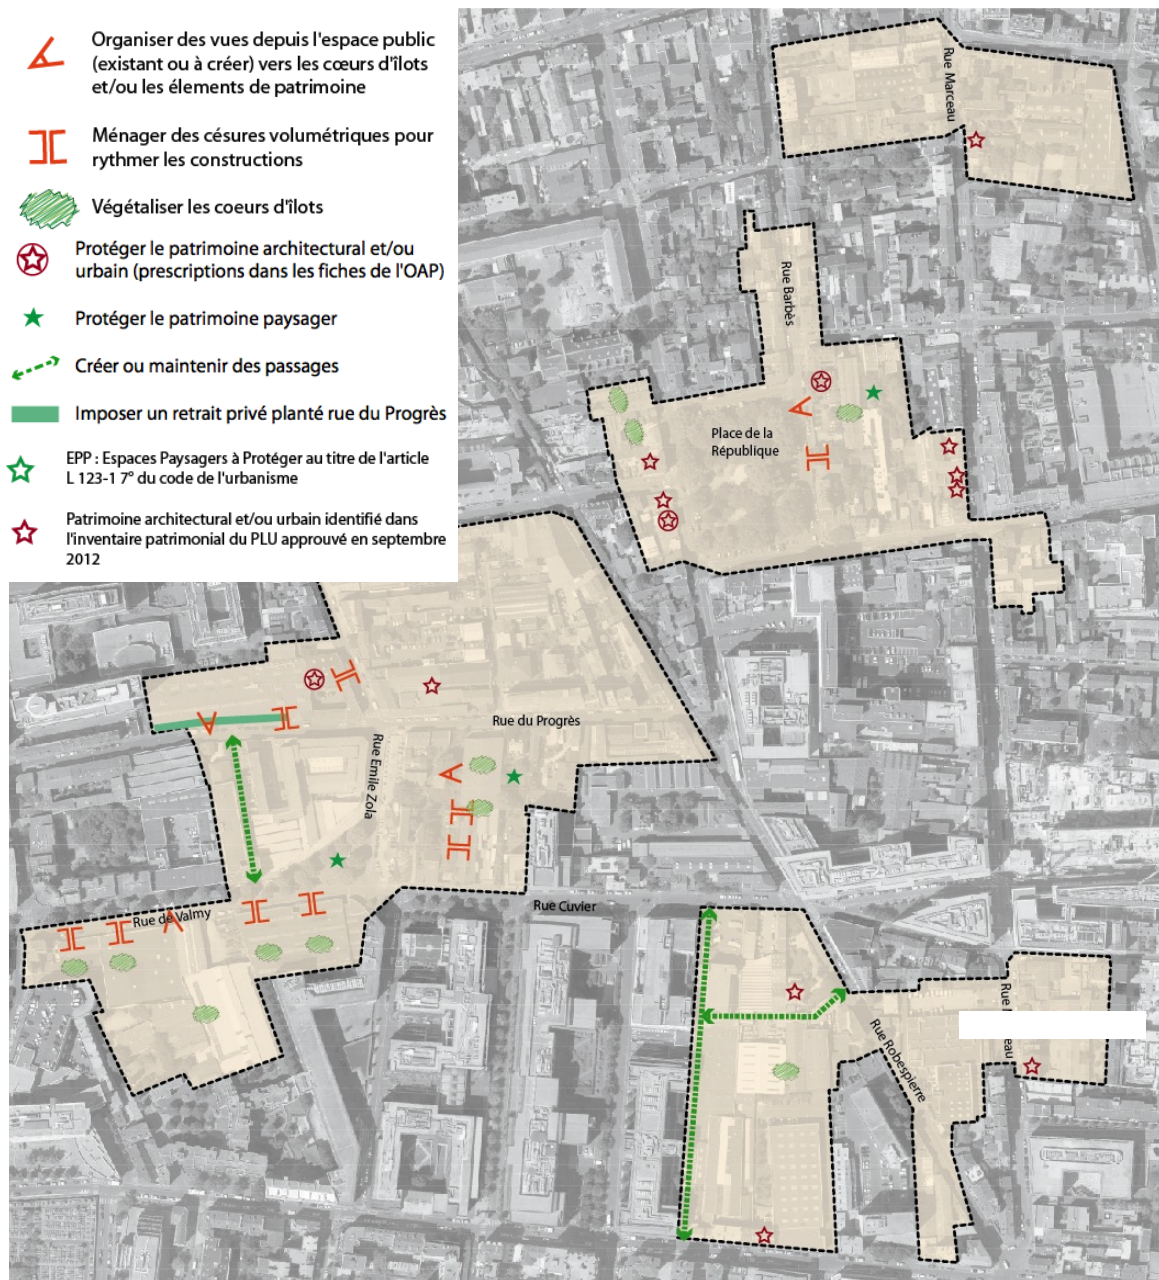 Organiser des vues depuis l'espace public
(existant ou à créer) vers les cœurs d'îlots
et/ou les élements de patrimoine
Ménager des césures volumétriques pour
rythmer les constructions
Végétaliser les coeurs d'îlots
Protéger le patrimoine architectural et/ou
urbain (prescriptions dans les fiches de l'OAP)
Protéger le patrimoine paysager
Créer ou maintenir des passages
Imposer un retrait privé planté rue du Progrès
EPP : Espaces Paysagers à Protéger au titre de l'article
L 123-1 7° du code de l'urbanisme
Patrimoine architectural et/ou urbain identifié dans
l'inventaire patrimonial du PLU approuvé en septembre
2012
Rue Marceau
Rue Barbès
Place de la
République
Rue du Progrès
Rue Emile Zola
Rue de Valmy
Rue Cuvier
Rue Robespierre
Rue